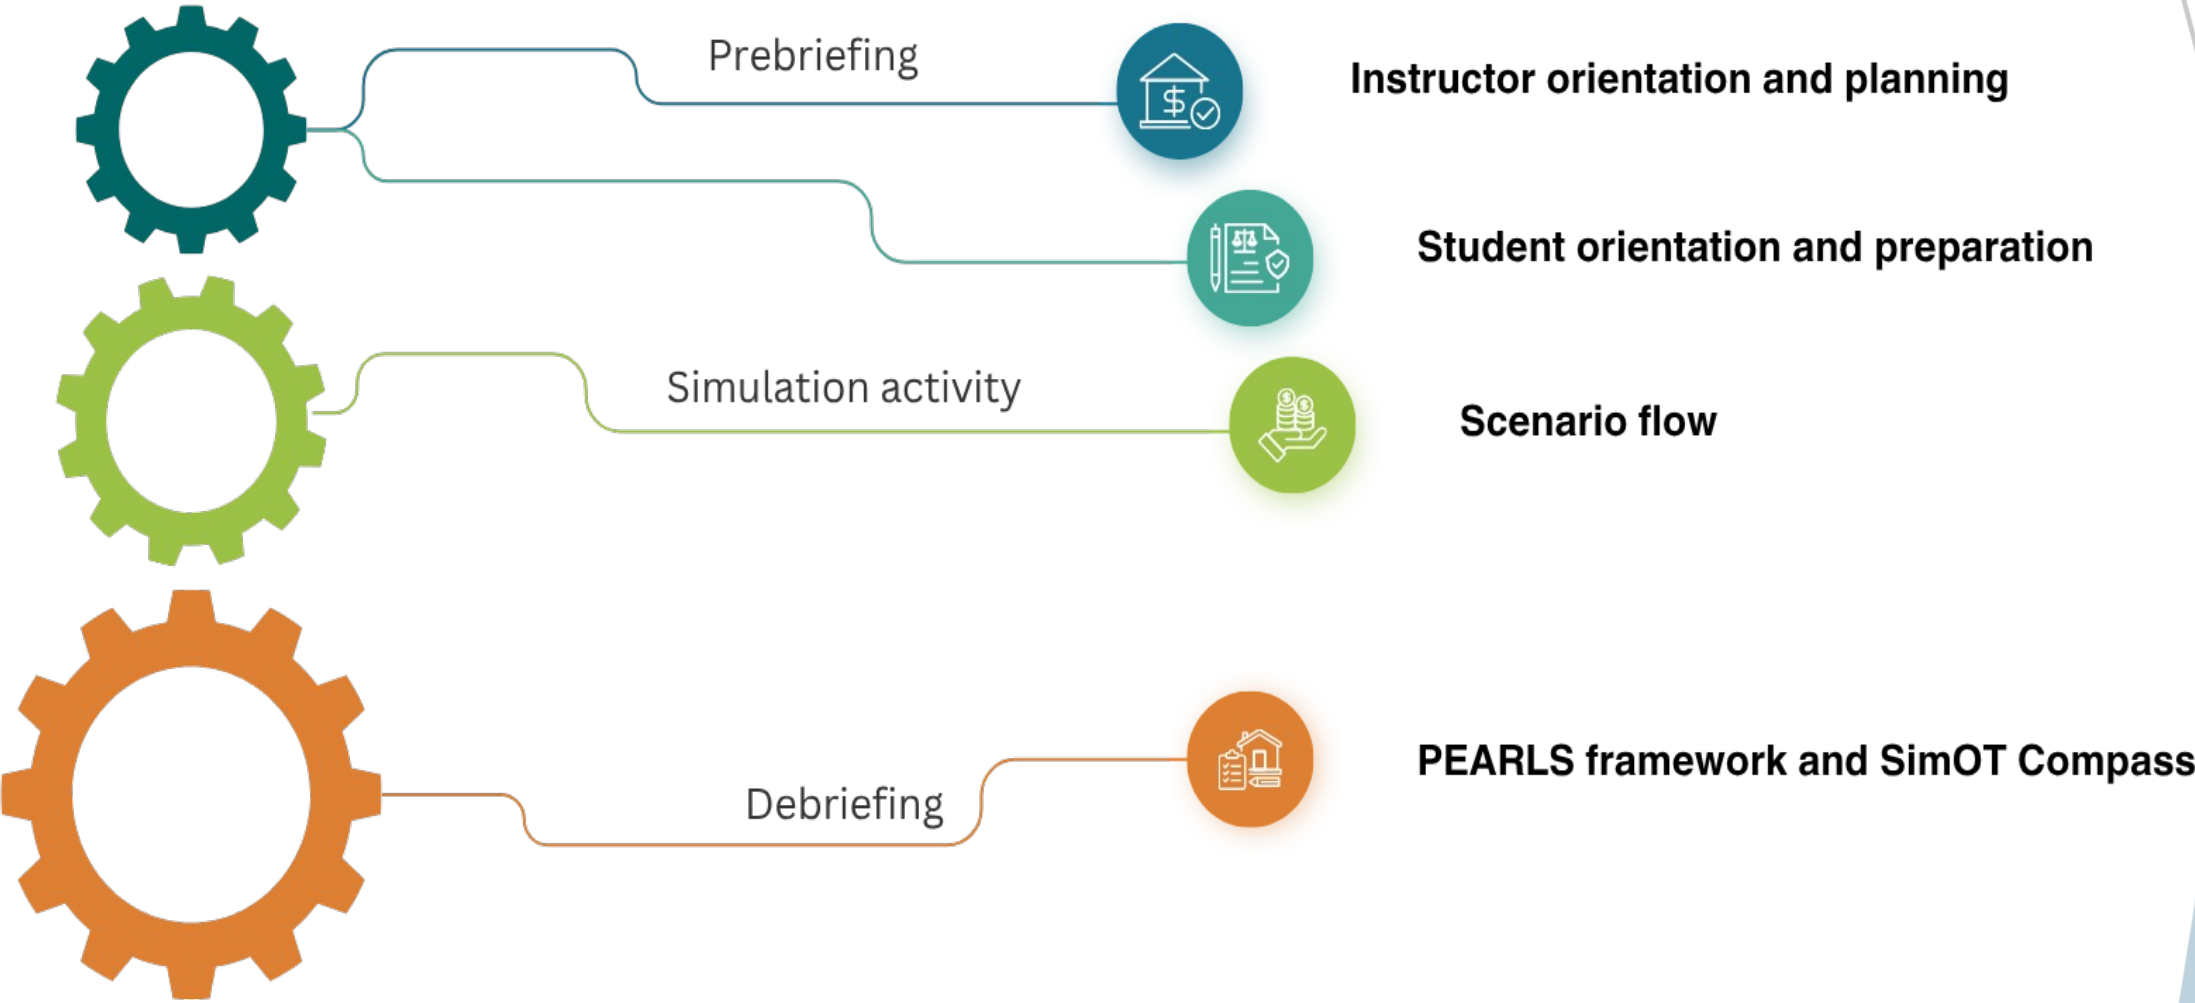 Prebriefing
Instructor orientation and planning
Student orientation and preparation
Simulation activity
Scenario flow
PEARLS framework and SimOT Compass
Debriefing